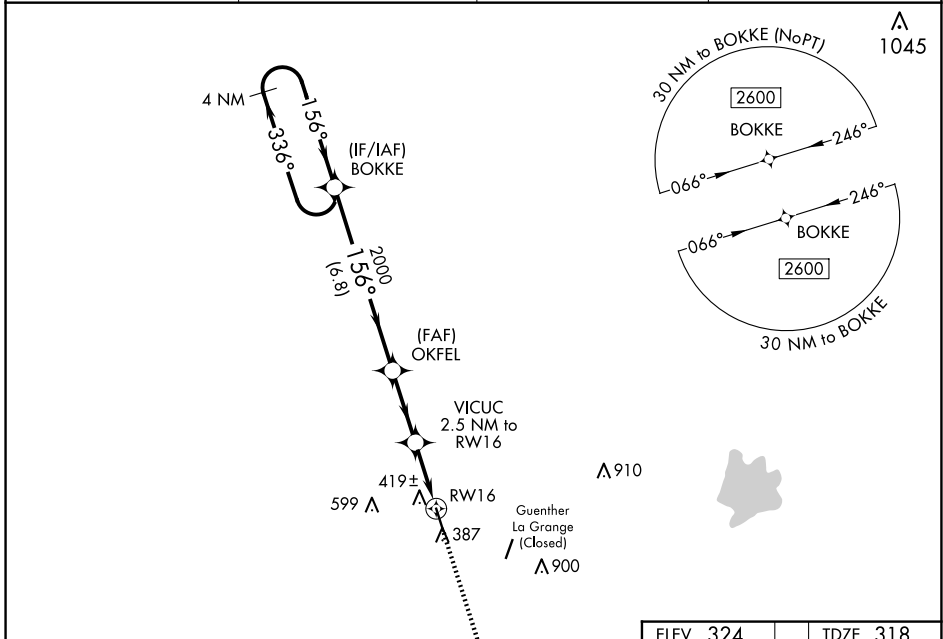 1045
30 NM to BOKKE (NoPT)
2600
BOKKE
246°
066°
4 NM
156°
336°
(IF/IAF)
BOKKE
246°
066°
BOKKE
2600
30 NM to BOKKE
2000
156°
(6.8)
(FAF)
OKFEL
VICUC
2.5 NM to
RW16
910
419±
599
RW16
387
Guenther
La Grange
(Closed)
900
ELEV 324
TDZE 318